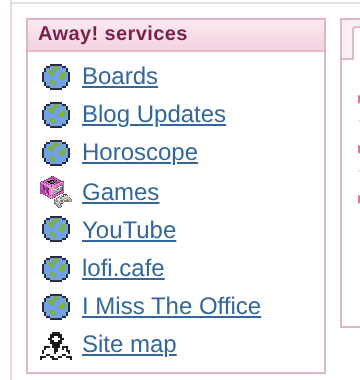 Away! services
Boards
Blog Updates
Horoscope
Games
YouTube
lofi.cafe
I Miss The Office
Site map